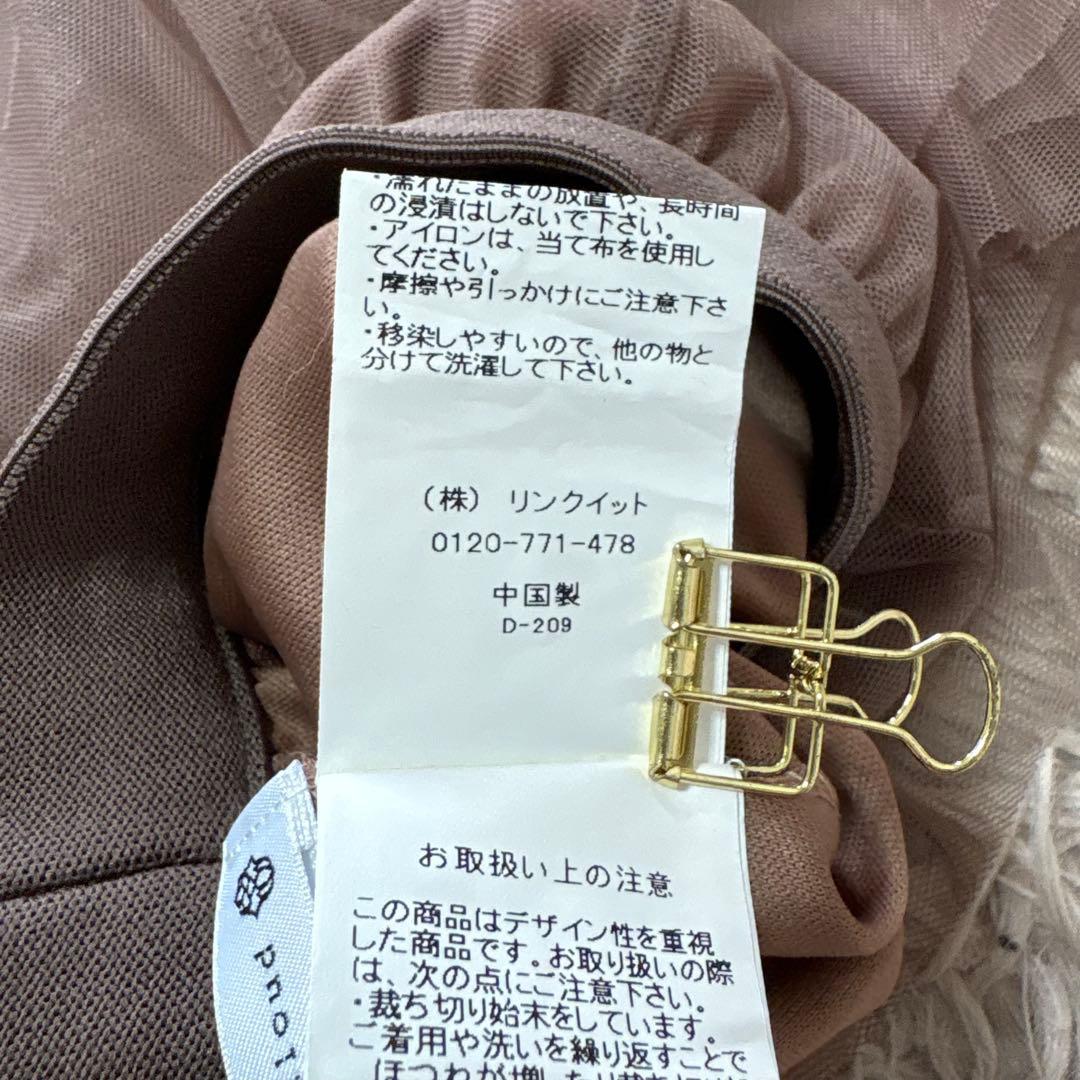 ・濡れたままの放置や、長時間
の浸漬はしないで下さい。
・アイロンは、当て布を使用し
てください。
・摩擦や引っかけにご注意下さ
い。
・移染しやすいので、他の物と
分けて洗濯して下さい。
(株) リンクイット
0120-771-478
中国製
D-209
お取扱い上の注意
この商品はデザイン性を重視
した商品です。お取り扱いの際
は、次の点にご注意下さい。
・裁ち切り始末をしています。
ご着用や洗いを繰り返すことで
ほつれが増したり